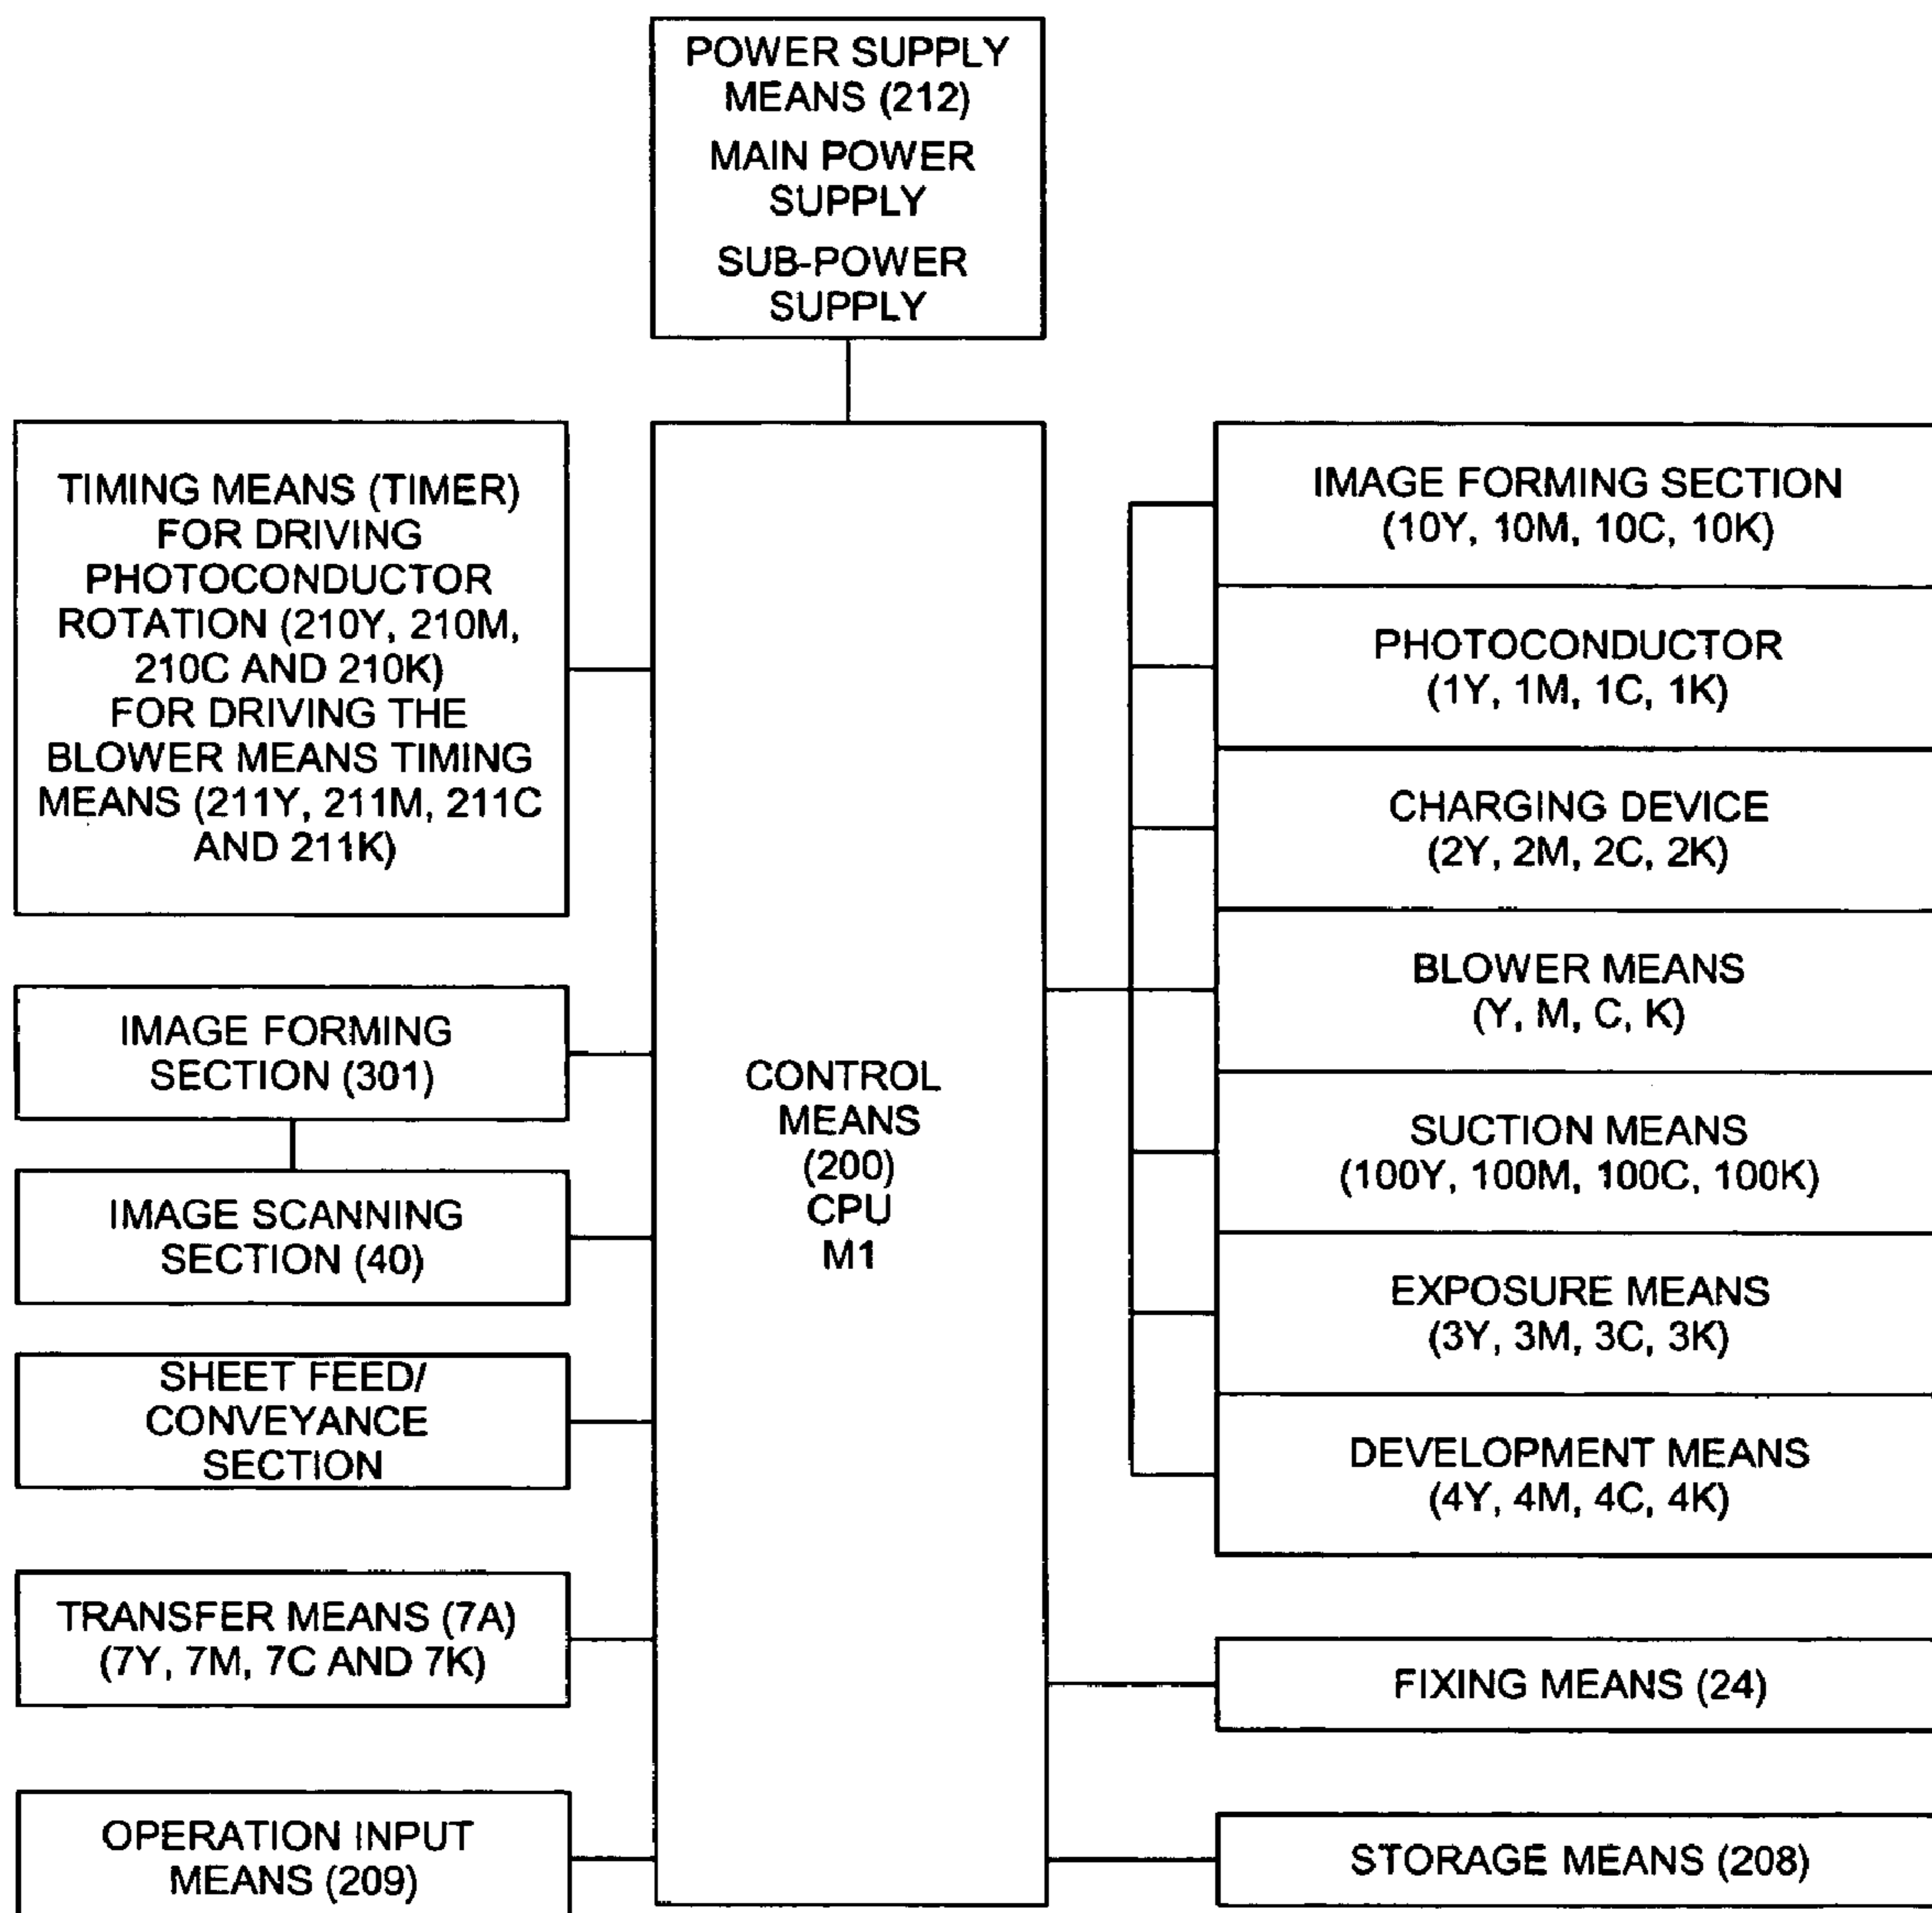 POWER SUPPLY
MEANS (212)
MAIN POWER
SUPPLY
SUB-POWER
SUPPLY
TIMING MEANS (TIMER)
FOR DRIVING
PHOTOCONDUCTOR
ROTATION (210Y, 210M,
210C AND 210K)
FOR DRIVING THE
BLOWER MEANS TIMING
MEANS (211Y, 211M, 211C
AND 211K)
IMAGE FORMING
SECTION (301)
IMAGE SCANNING
SECTION (40)
SHEET FEED/
CONVEYANCE
SECTION
TRANSFER MEANS (7A)
(7Y, 7M, 7C AND 7K)
OPERATION INPUT
MEANS (209)
CONTROL
MEANS
(200)
CPU
M1
IMAGE FORMING SECTION
(10Y, 10M, 10C, 10K)
PHOTOCONDUCTOR
(1Y, 1M, 1C, 1K)
CHARGING DEVICE
(2Y, 2M, 2C, 2K)
BLOWER MEANS
(Y, M, C, K)
SUCTION MEANS
(100Y, 100M, 100C, 100K)
EXPOSURE MEANS
(3Y, 3M, 3C, 3K)
DEVELOPMENT MEANS
(4Y, 4M, 4C, 4K)
FIXING MEANS (24)
STORAGE MEANS (208)